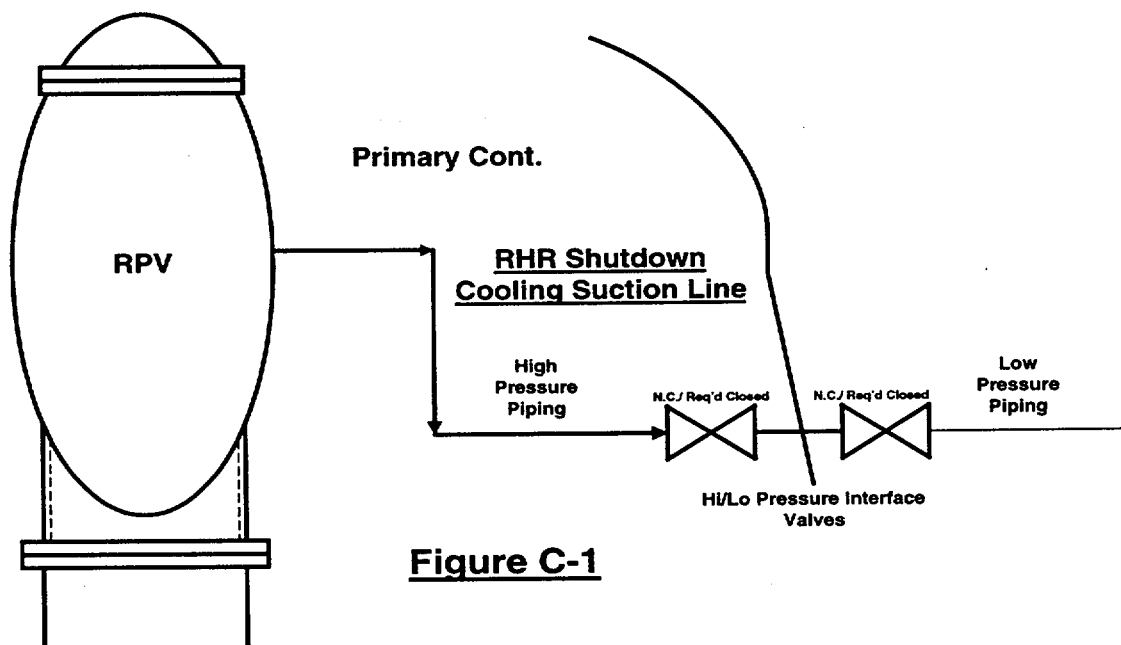 Primary Cont.
RPV
RHR Shutdown
Cooling Suction Line
High
Pressure
Piping
N.C./ Req'd Closed
N.C./ Req'd Closed
Low
Pressure
Piping
Hi/Lo Pressure Interface
Valves
Figure C-1